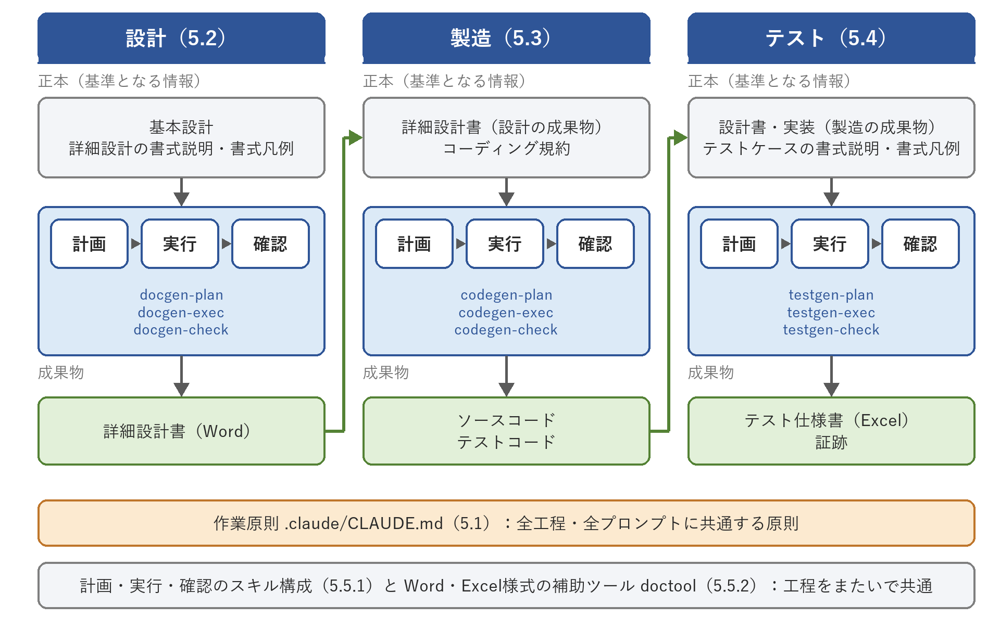 設計（5.2）
正本（基準となる情報）
基本設計
詳細設計の書式説明・書式凡例
計画
実行
確認
docgen-plan
docgen-exec
docgen-check
成果物
詳細設計書（Word）
製造（5.3）
正本（基準となる情報）
詳細設計書（設計の成果物）
コーディング規約
計画
実行
確認
codegen-plan
codegen-exec
codegen-check
成果物
ソースコード
テストコード
テスト（5.4）
正本（基準となる情報）
設計書・実装（製造の成果物）
テストケースの書式説明・書式凡例
計画
実行
確認
testgen-plan
testgen-exec
testgen-check
成果物
テスト仕様書（Excel）
証跡
作業原則 .claude/CLAUDE.md（5.1）：全工程・全プロンプトに共通する原則
計画・実行・確認のスキル構成（5.5.1）と Word・Excel様式の補助ツール doctool（5.5.2）：工程をまたいで共通